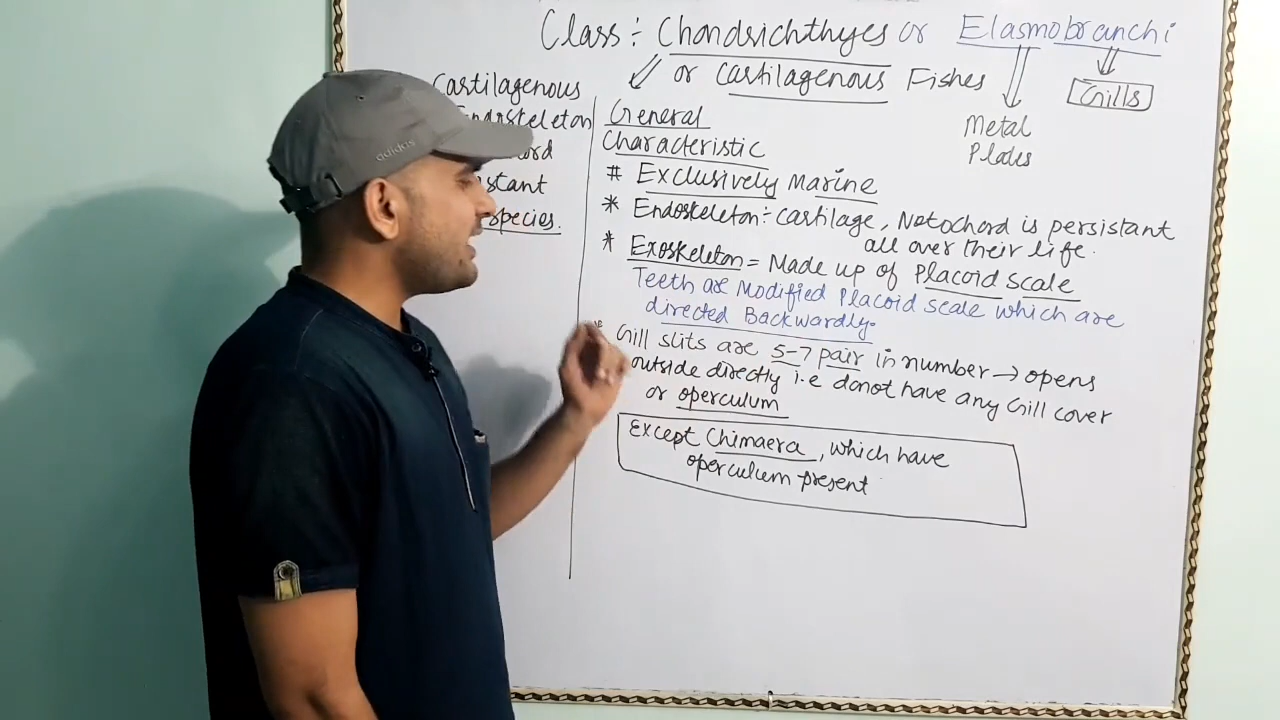 Class :- Chondrichthyes or Elasmobranchi
or Cartilagenous Fishes
Gills
Metal
Plates
Cartilagenous
Endoskeleton
species.
adidas
General
Characteristic
# Exclusively Marine
* Endoskeleton :- Cartilage, Notochord is persistant
all over their life.
* Exoskeleton = Made up of Placoid scale
Teeth are Modified Placoid scale which are
directed Backwardly.
Gill slits are 5-7 pair in number → opens
outside directly i.e donot have any Gill cover
or operculum
Except Chimaera, which have
operculum present